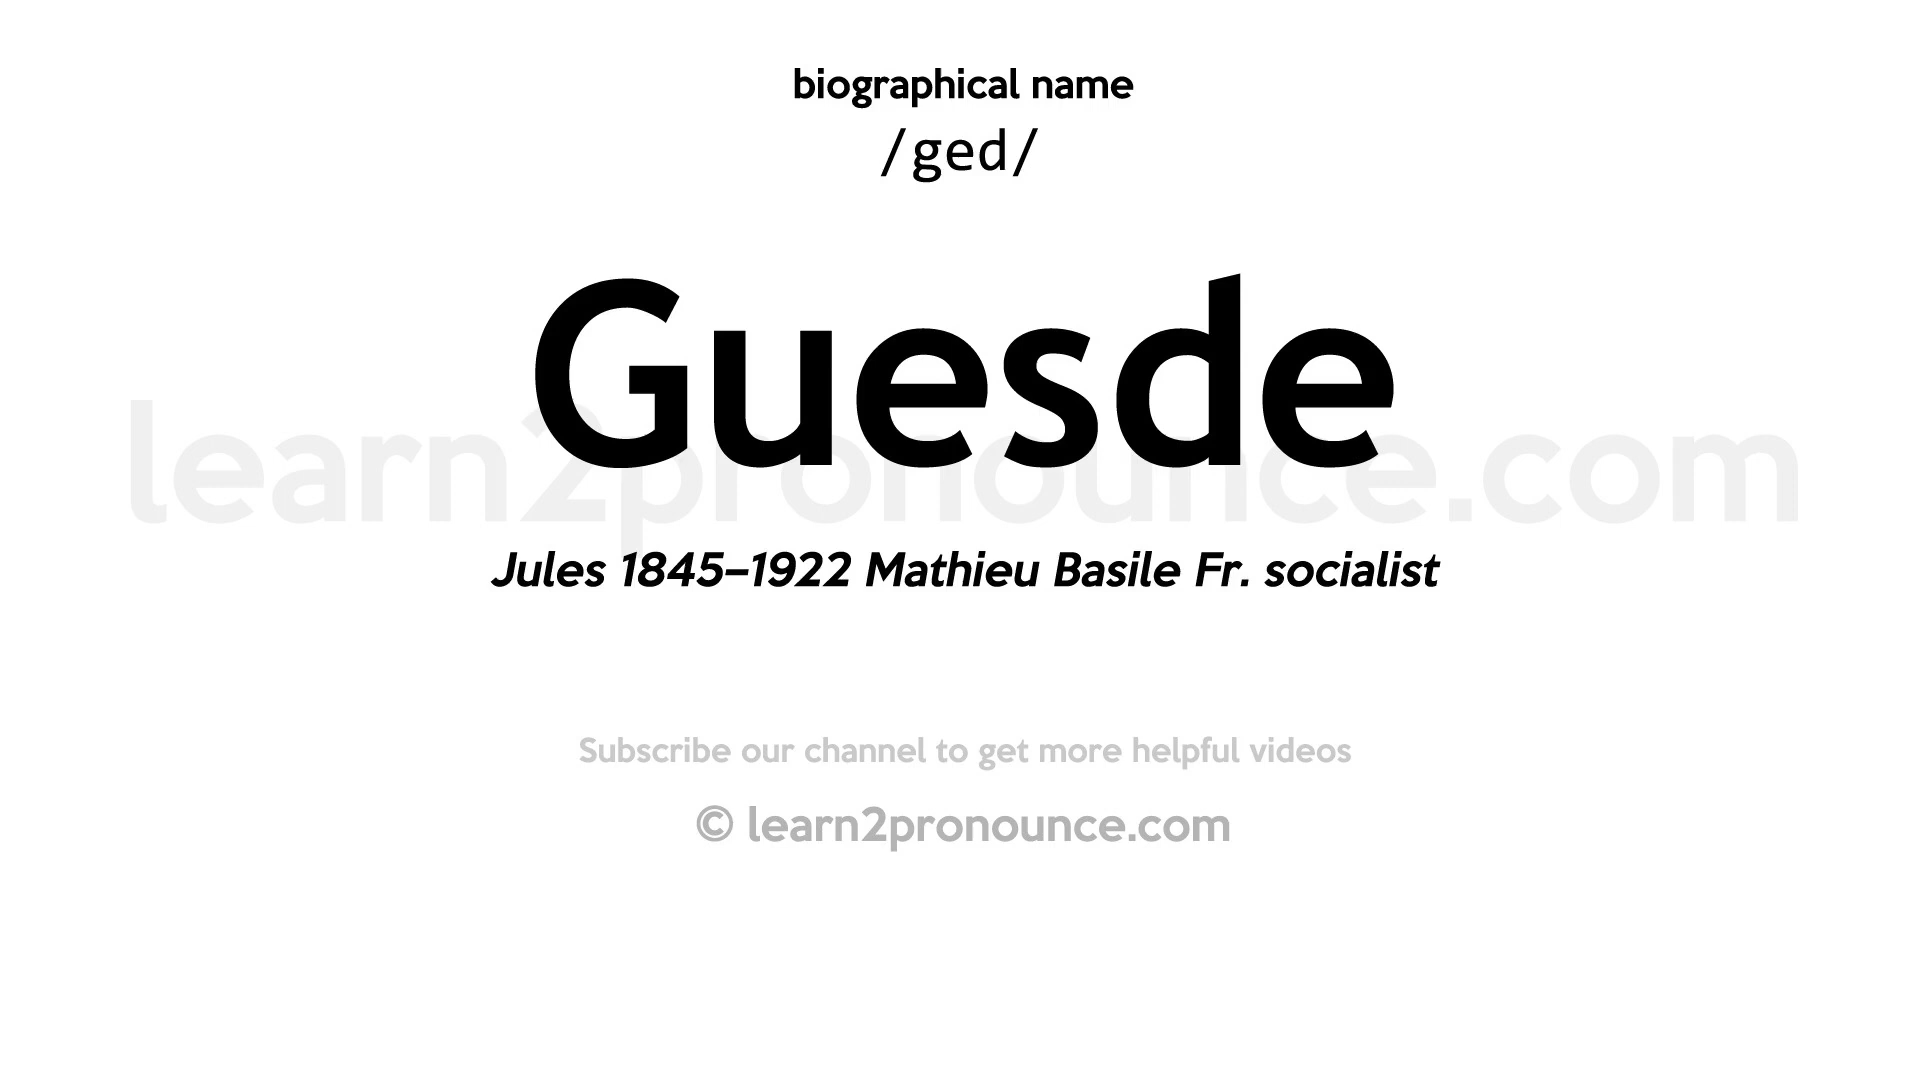 biographical name
/ged/
Guesde
learn2pronounce.com
Jules 1845–1922 Mathieu Basile Fr. socialist
Subscribe our channel to get more helpful videos
© learn2pronounce.com